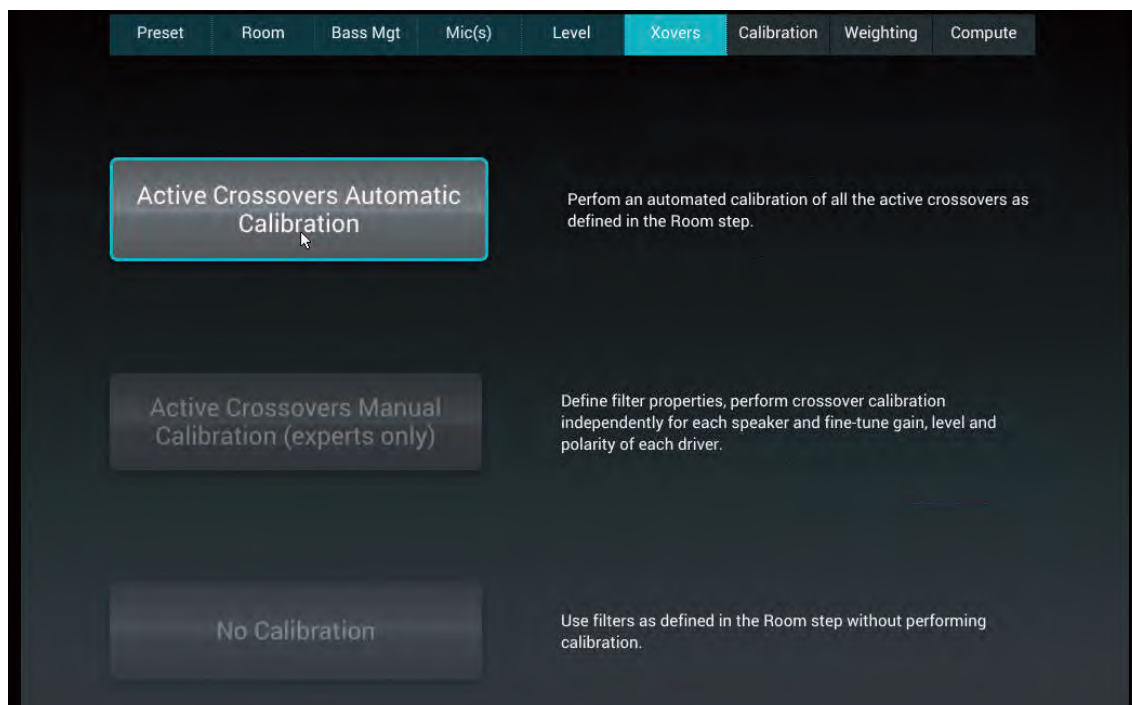 Preset Room Bass Mgt Mic(s) Level Xovers Calibration Weighting Compute
Active Crossovers Automatic
Calibration
Perfom an automated calibration of all the active crossovers as
defined in the Room step.
Active Crossovers Manual
Calibration (experts only)
Define filter properties, perform crossover calibration
independently for each speaker and fine-tune gain, level and
polarity of each driver.
No Calibration
Use filters as defined in the Room step without performing
calibration.